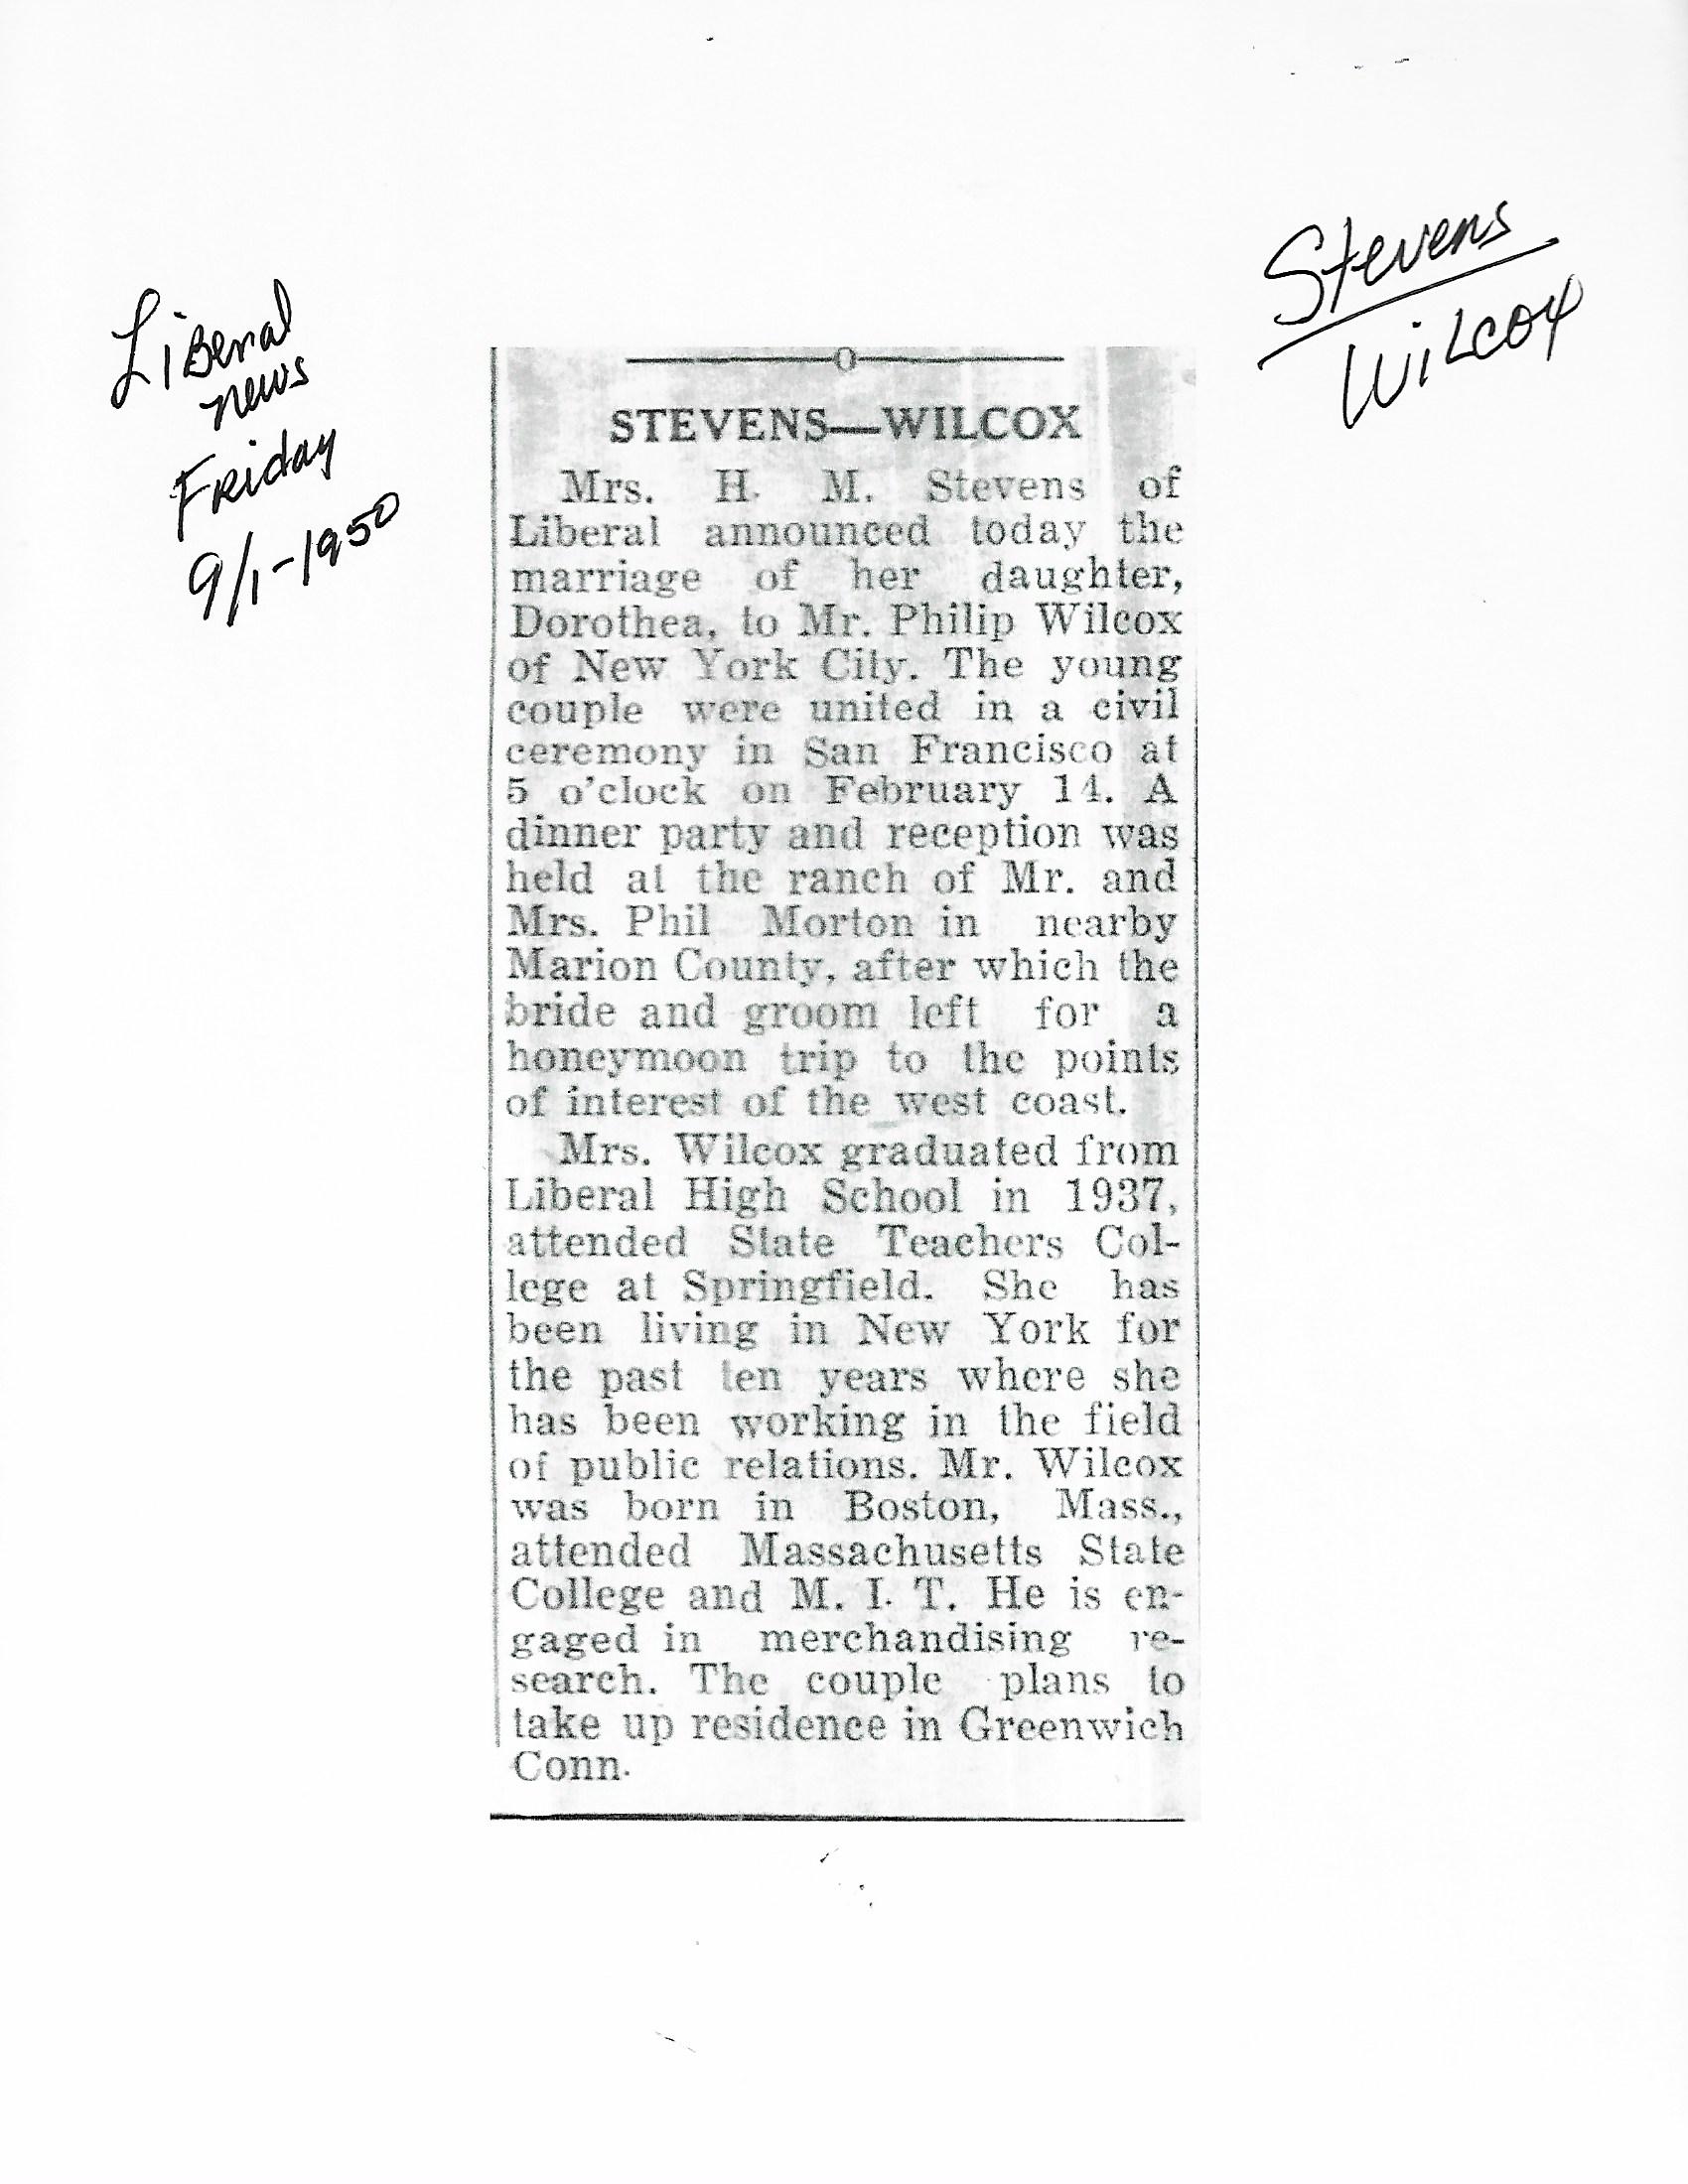 Stevens
Wilcox
Liberal
news
Friday
9/1-1950
STEVENS—WILCOX
Mrs. H. M. Stevens of
Liberal announced today the
marriage of her daughter,
Dorothea, to Mr. Philip Wilcox
of New York City. The young
couple were united in a civil
ceremony in San Francisco at
5 o'clock on February 14. A
dinner party and reception was
held at the ranch of Mr. and
Mrs. Phil Morton in nearby
Marion County, after which the
bride and groom left for a
honeymoon trip to the points
of interest of the west coast.
Mrs. Wilcox graduated from
Liberal High School in 1937,
attended State Teachers Col-
lege at Springfield. She has
been living in New York for
the past ten years where she
has been working in the field
of public relations. Mr. Wilcox
was born in Boston, Mass.,
attended Massachusetts State
College and M. I. T. He is en-
gaged in merchandising re-
search. The couple plans to
take up residence in Greenwich
Conn.